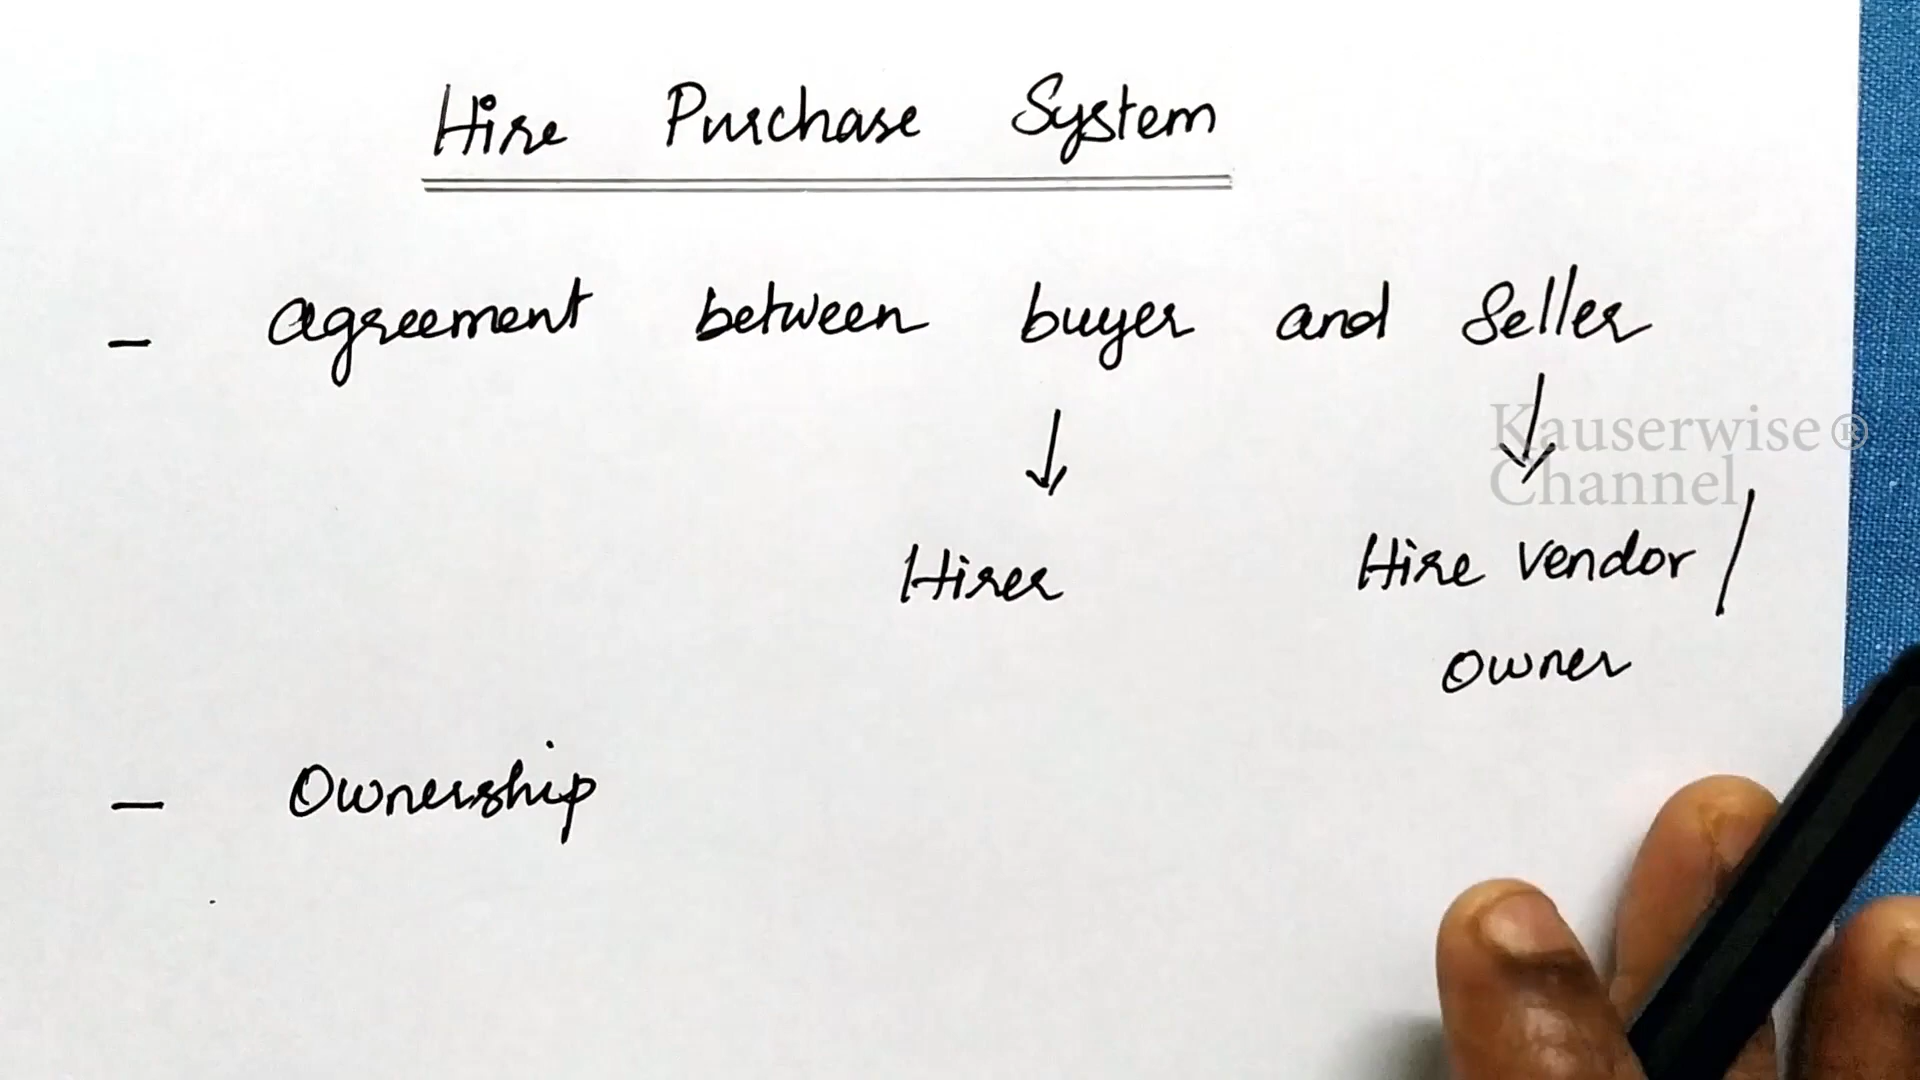 Hire Purchase System
- agreement between buyer and Seller
Kauserwise®
Channel
Hirer Hire vendor /
owner
- Ownership